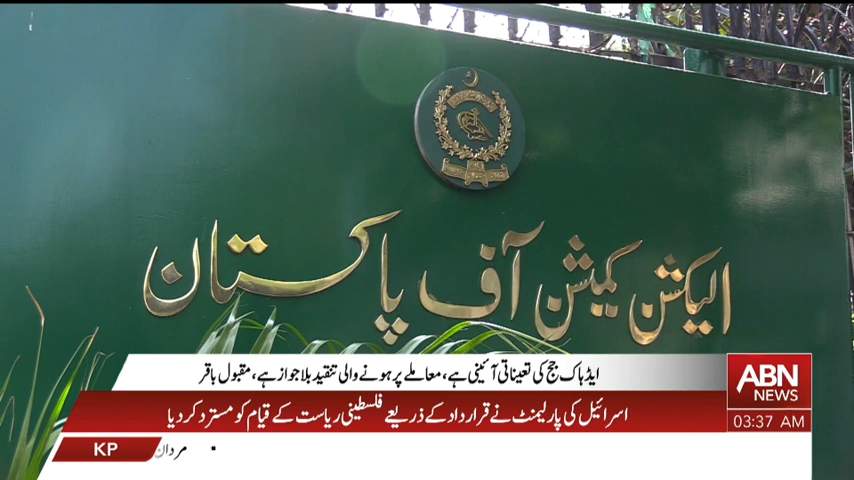 الیکشن کمیشن آف پاکستان
ایڈہاک جج کی تعیناتی آئینی ہے، معاملے پر ہونے والی تنقید بلاجواز ہے، مقبول باقر
اسرائیل کی پارلیمنٹ نے قرارداد کے ذریعے فلسطینی ریاست کے قیام کو مسترد کردیا
ABN
NEWS
03:37 AM
KP
مردان